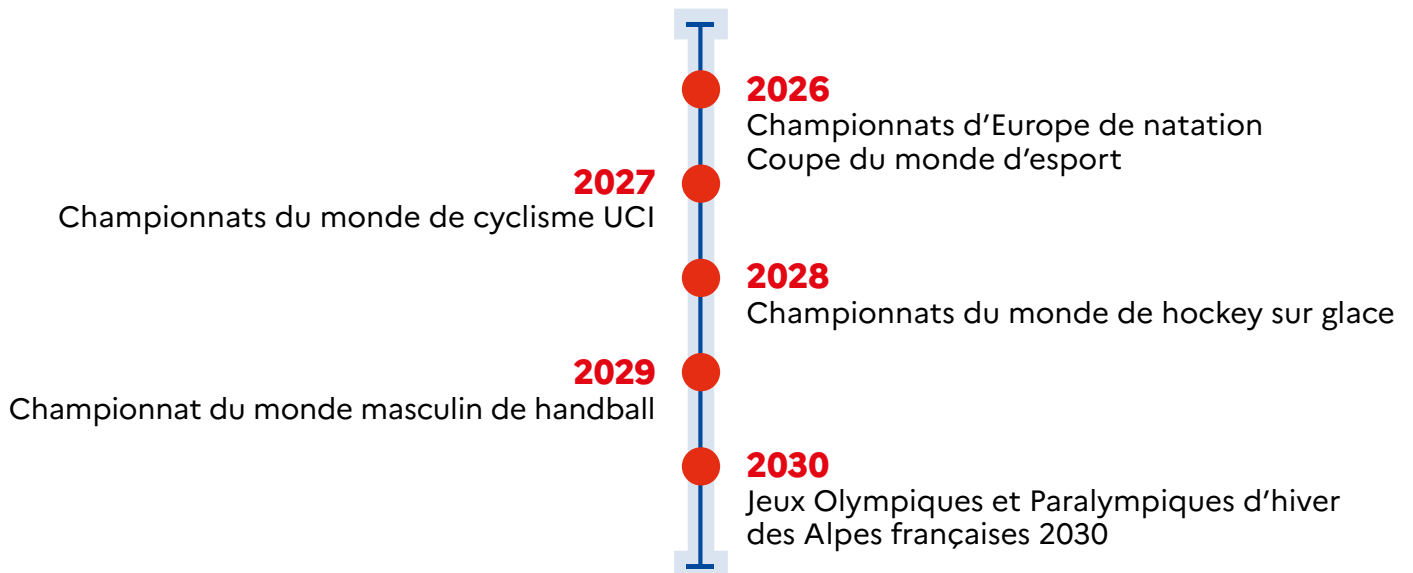 2026
Championnats d’Europe de natation
Coupe du monde d’esport
2027
Championnats du monde de cyclisme UCI
2028
Championnats du monde de hockey sur glace
2029
Championnat du monde masculin de handball
2030
Jeux Olympiques et Paralympiques d’hiver
des Alpes françaises 2030